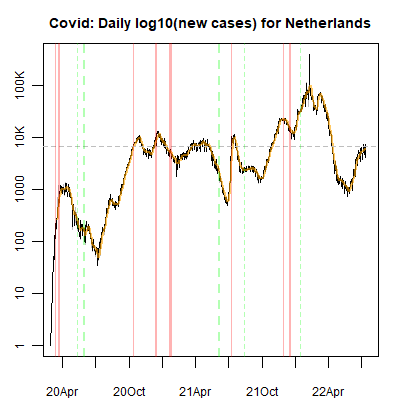 Covid: Daily log10(new cases) for Netherlands
100K
10K
1000
100
10
1
20Apr 20Oct 21Apr 21Oct 22Apr